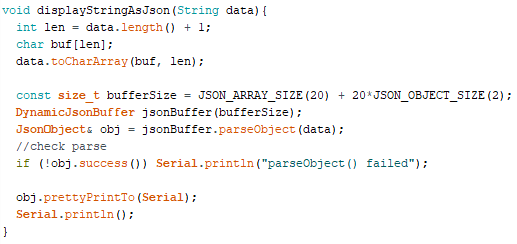 void displayStringAsJson(String data){
  int len = data.length() + 1;
  char buf[len];
  data.toCharArray(buf, len);

  const size_t bufferSize = JSON_ARRAY_SIZE(20) + 20*JSON_OBJECT_SIZE(2);
  DynamicJsonBuffer jsonBuffer(bufferSize);
  JsonObject& obj = jsonBuffer.parseObject(data);
  //check parse
  if (!obj.success()) Serial.println("parseObject() failed");

  obj.prettyPrintTo(Serial);
  Serial.println();
}